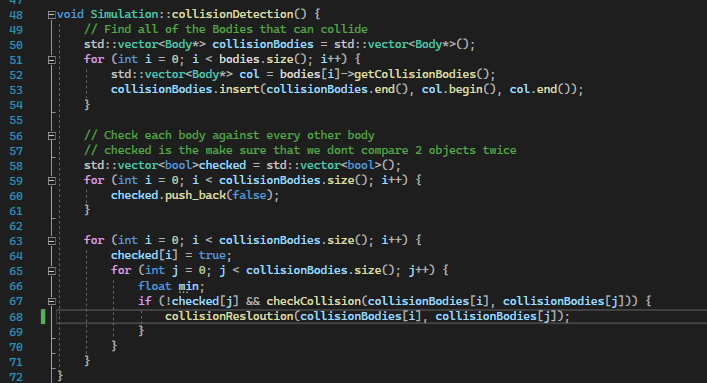 47
48 void Simulation::collisionDetection() {
49 // Find all of the Bodies that can collide
50 std::vector<Body*> collisionBodies = std::vector<Body*>();
51 for (int i = 0; i < bodies.size(); i++) {
52 std::vector<Body*> col = bodies[i]->getCollisionBodies();
53 collisionBodies.insert(collisionBodies.end(), col.begin(), col.end());
54 }
55
56 // Check each body against every other body
57 // checked is the make sure that we dont compare 2 objects twice
58 std::vector<bool>checked = std::vector<bool>();
59 for (int i = 0; i < collisionBodies.size(); i++) {
60 checked.push_back(false);
61 }
62
63 for (int i = 0; i < collisionBodies.size(); i++) {
64 checked[i] = true;
65 for (int j = 0; j < collisionBodies.size(); j++) {
66 float min;
67 if (!checked[j] && checkCollision(collisionBodies[i], collisionBodies[j])) {
68 collisionResloution(collisionBodies[i], collisionBodies[j]);
69 }
70 }
71 }
72 }